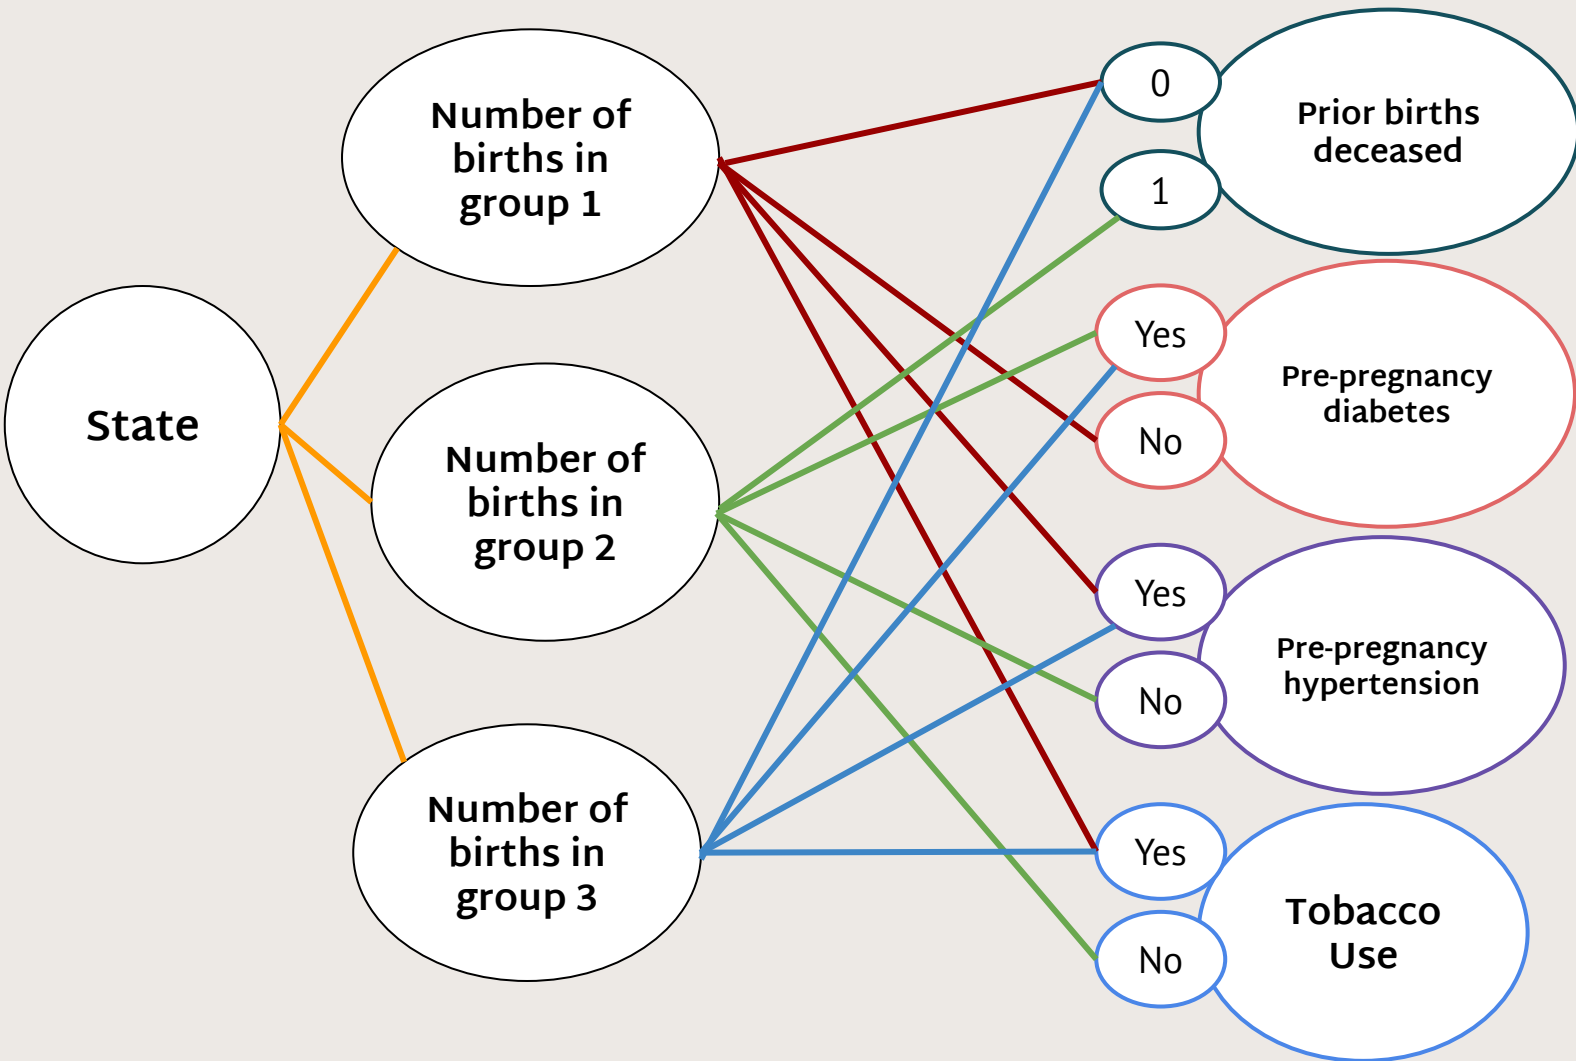 State
Number of
births in
group 1
Number of
births in
group 2
Number of
births in
group 3
0
1
Prior births
deceased
Yes
No
Pre-pregnancy
diabetes
Yes
No
Pre-pregnancy
hypertension
Yes
No
Tobacco
Use